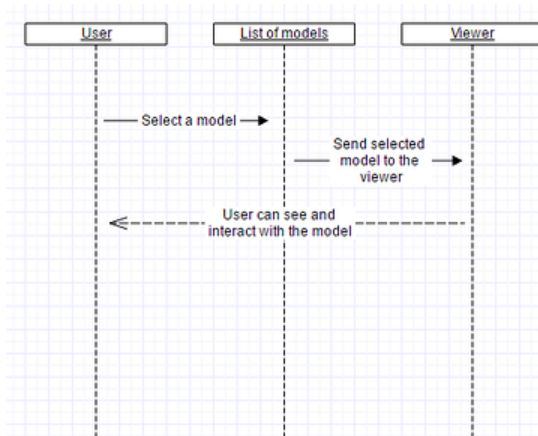 User
List of models
Viewer
Select a model
Send selected
model to the
viewer
User can see and
interact with the model